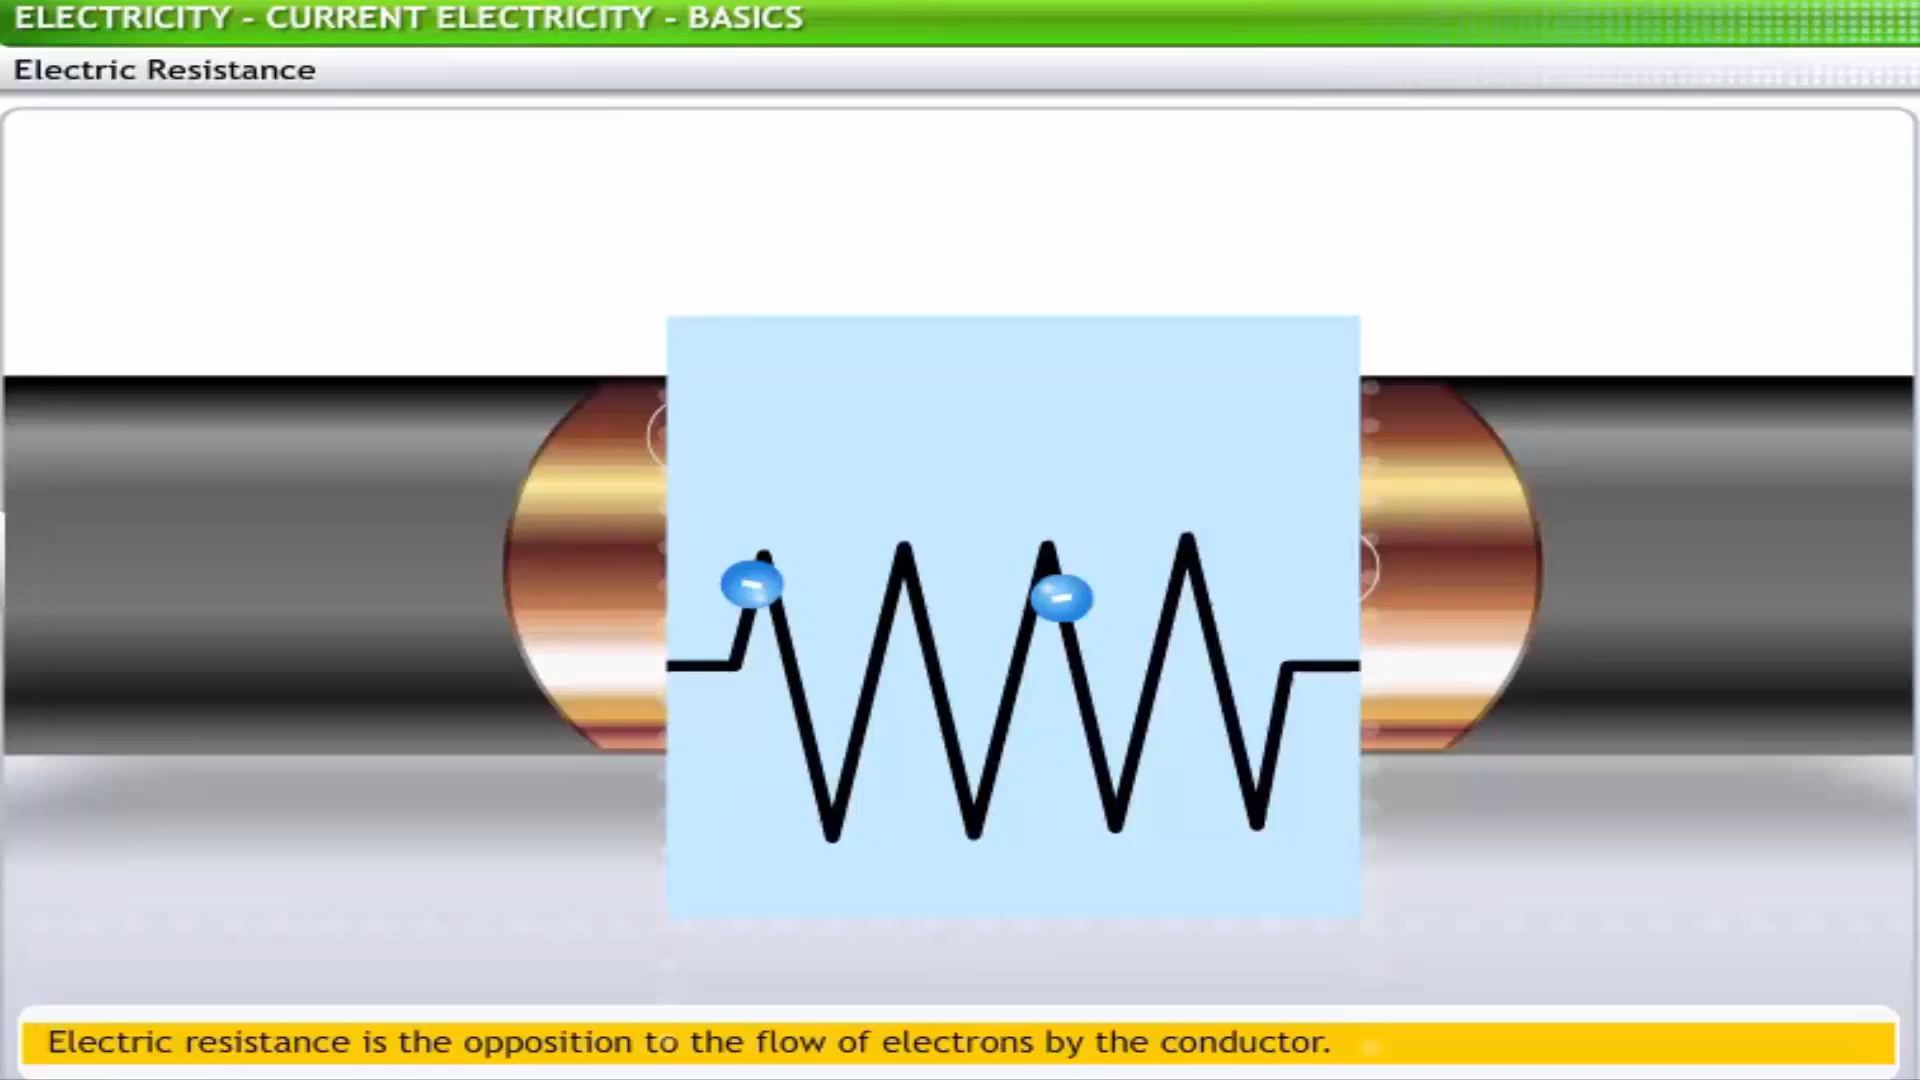 ELECTRICITY - CURRENT ELECTRICITY - BASICS
Electric Resistance
Electric resistance is the opposition to the flow of electrons by the conductor.